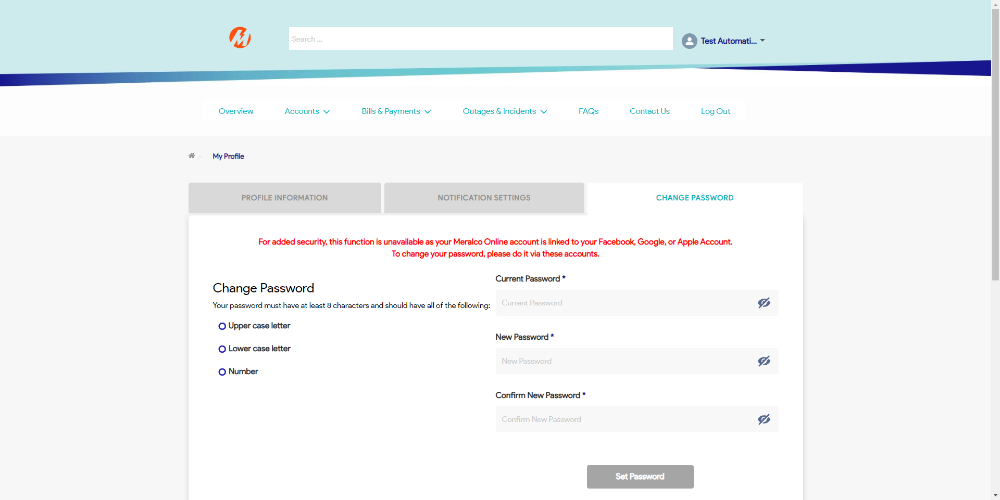 Search ...
Test Automati...
Overview
Accounts
Bills & Payments
Outages & Incidents
FAQs
Contact Us
Log Out
>
My Profile
PROFILE INFORMATION
NOTIFICATION SETTINGS
CHANGE PASSWORD
For added security, this function is unavailable as your Meralco Online account is linked to your Facebook, Google, or Apple Account.
To change your password, please do it via these accounts.
Change Password
Your password must have at least 8 characters and should have all of the following:
Upper case letter
Lower case letter
Number
Current Password *
Current Password
New Password *
New Password
Confirm New Password *
Confirm New Password
Set Password